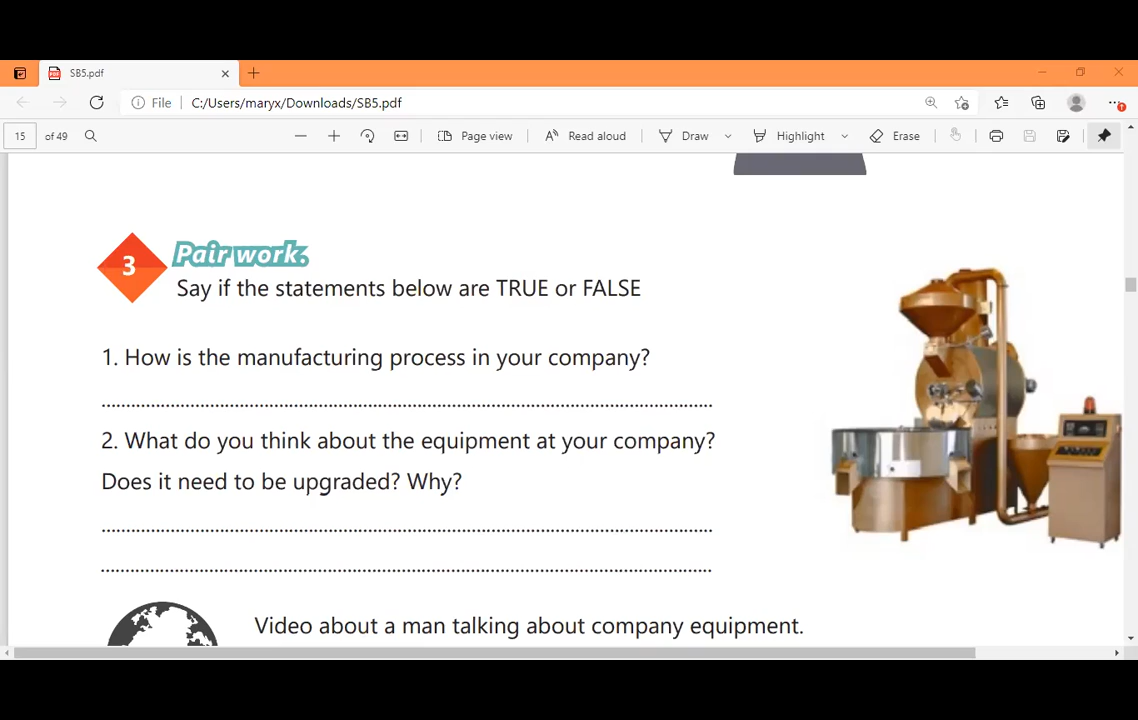 SB5.pdf
File C:/Users/maryx/Downloads/SB5.pdf
15 of 49 Page view Read aloud Draw Highlight Erase
3 Pair work.
Say if the statements below are TRUE or FALSE
1. How is the manufacturing process in your company?
2. What do you think about the equipment at your company?
Does it need to be upgraded? Why?
Video about a man talking about company equipment.